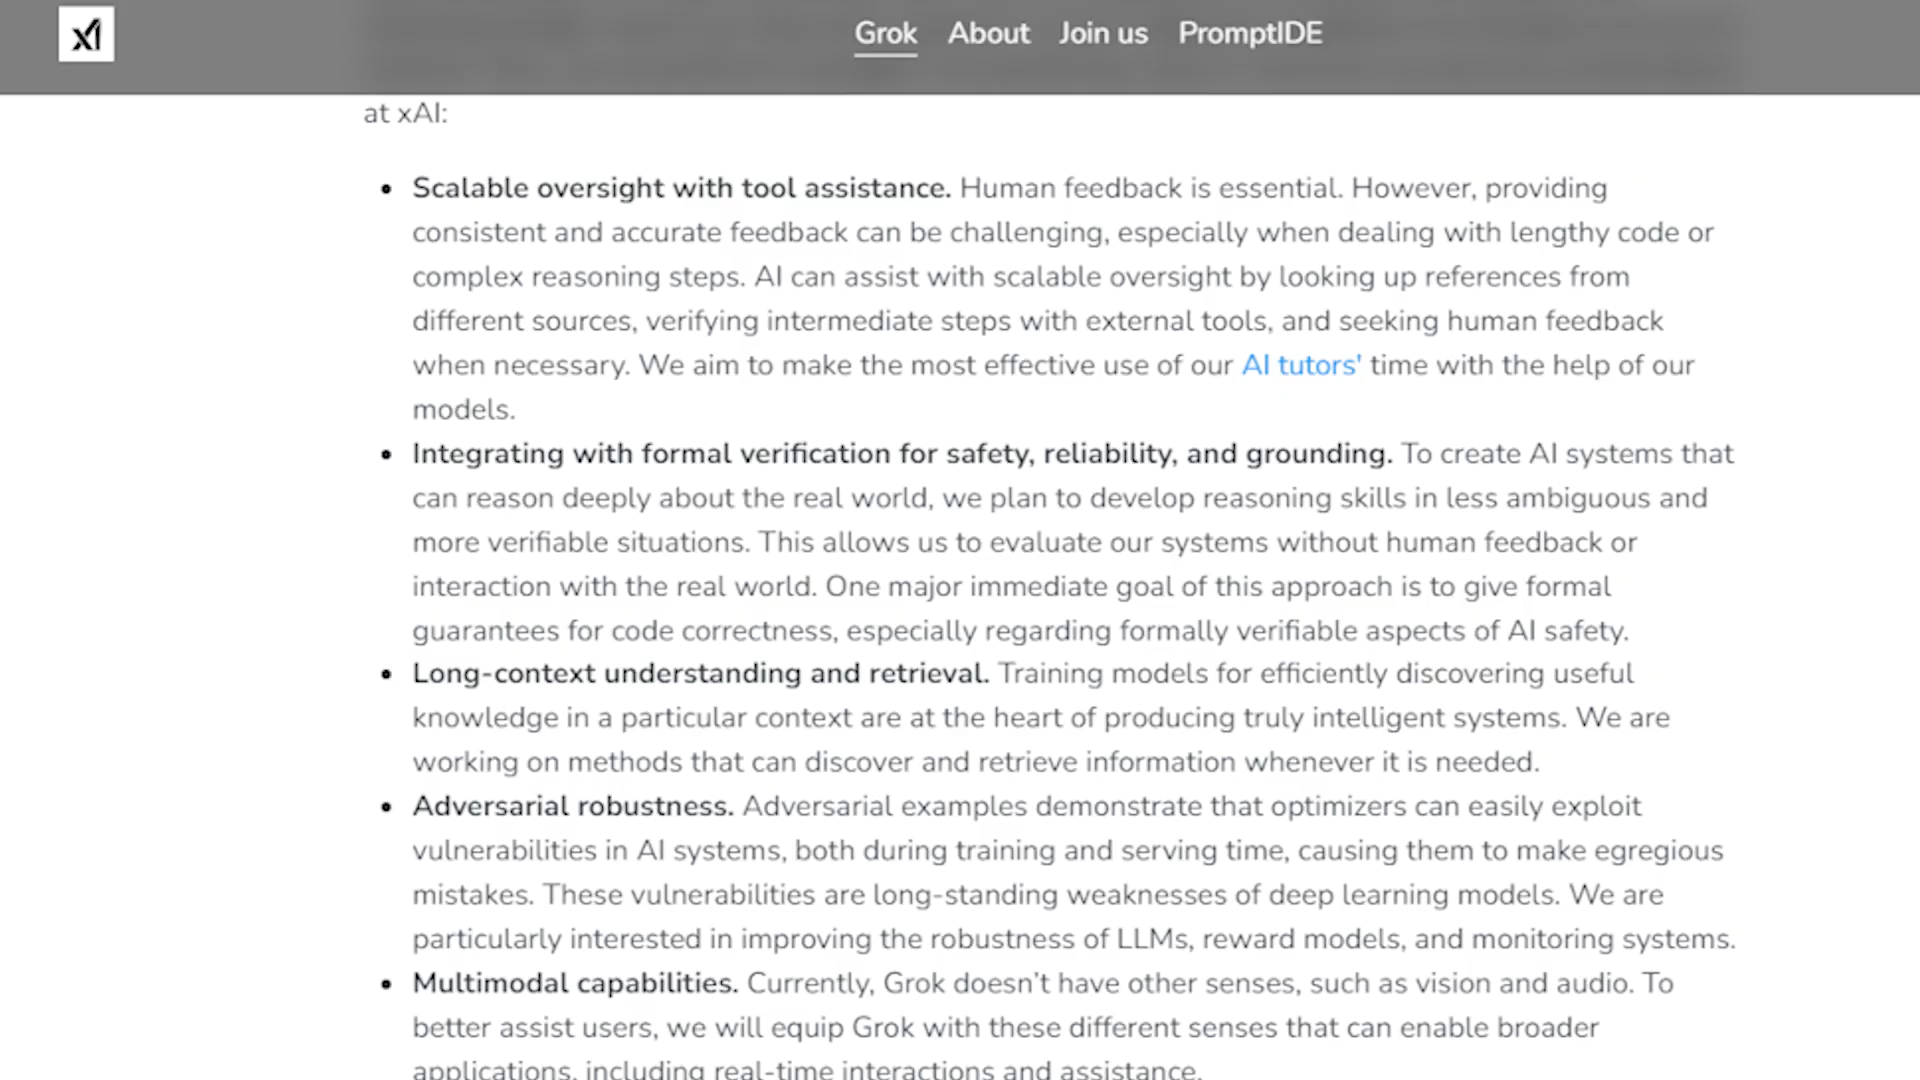 xI
Grok About Join us PromptIDE
at xAI:
• Scalable oversight with tool assistance. Human feedback is essential. However, providing
consistent and accurate feedback can be challenging, especially when dealing with lengthy code or
complex reasoning steps. AI can assist with scalable oversight by looking up references from
different sources, verifying intermediate steps with external tools, and seeking human feedback
when necessary. We aim to make the most effective use of our AI tutors' time with the help of our
models.
• Integrating with formal verification for safety, reliability, and grounding. To create AI systems that
can reason deeply about the real world, we plan to develop reasoning skills in less ambiguous and
more verifiable situations. This allows us to evaluate our systems without human feedback or
interaction with the real world. One major immediate goal of this approach is to give formal
guarantees for code correctness, especially regarding formally verifiable aspects of AI safety.
• Long-context understanding and retrieval. Training models for efficiently discovering useful
knowledge in a particular context are at the heart of producing truly intelligent systems. We are
working on methods that can discover and retrieve information whenever it is needed.
• Adversarial robustness. Adversarial examples demonstrate that optimizers can easily exploit
vulnerabilities in AI systems, both during training and serving time, causing them to make egregious
mistakes. These vulnerabilities are long-standing weaknesses of deep learning models. We are
particularly interested in improving the robustness of LLMs, reward models, and monitoring systems.
• Multimodal capabilities. Currently, Grok doesn’t have other senses, such as vision and audio. To
better assist users, we will equip Grok with these different senses that can enable broader
applications, including real-time interactions and assistance.